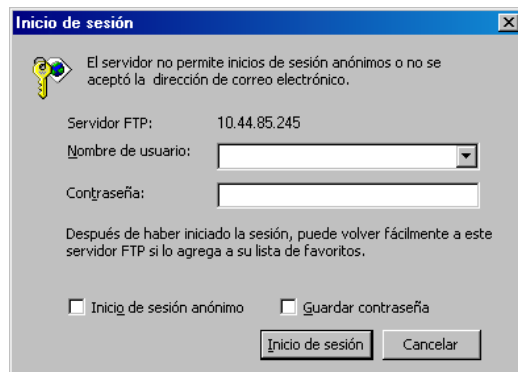 Inicio de sesión
El servidor no permite inicios de sesión anónimos o no se
aceptó la dirección de correo electrónico.
Servidor FTP: 10.44.85.245
Nombre de usuario:
Contraseña:
Después de haber iniciado la sesión, puede volver fácilmente a este
servidor FTP si lo agrega a su lista de favoritos.
Inicio de sesión anónimo Guardar contraseña
Inicio de sesión Cancelar